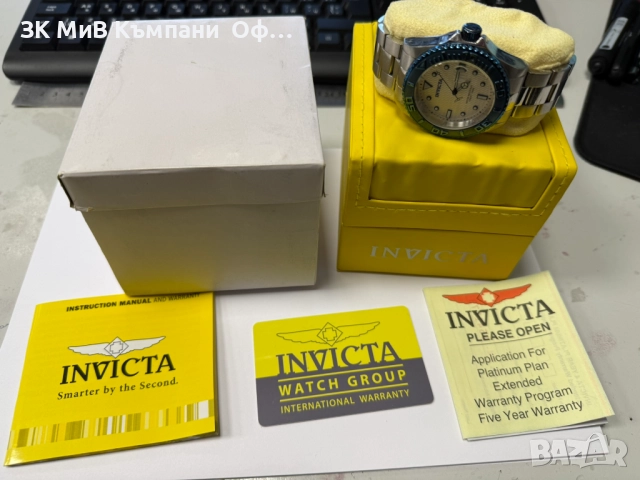 ЗК МиВ Къмпани Оф...
INVICTA
INVICTA
INSTRUCTION MANUAL AND WARRANTY
INVICTA
Smarter by the Second.
INVICTA
WATCH GROUP
INTERNATIONAL WARRANTY
INVICTA
PLEASE OPEN
Application For
Platinum Plan
Extended
Warranty Program
Five Year Warranty
BAZAR